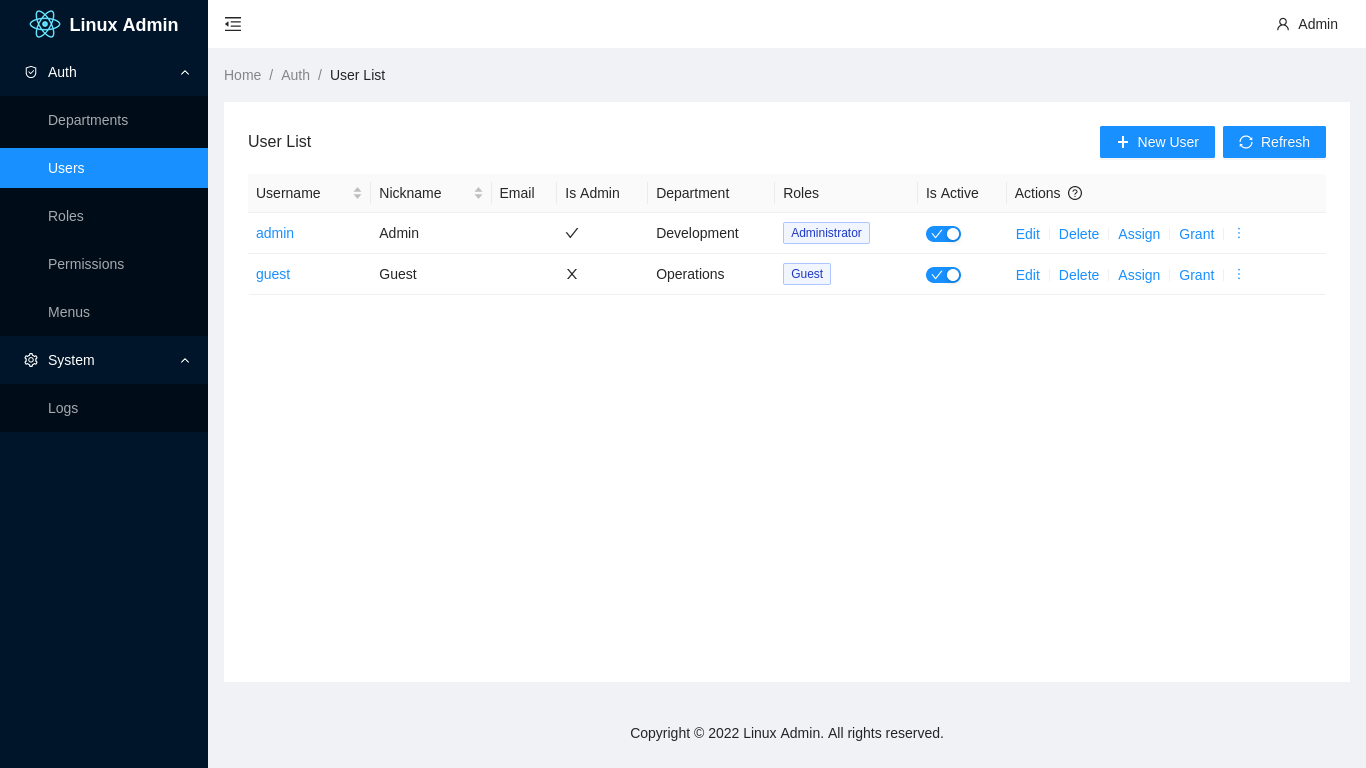 Linux Admin
Admin
Auth
Departments
Users
Roles
Permissions
Menus
System
Logs
Home / Auth / User List
User List
New User
Refresh
Username Nickname Email Is Admin Department Roles Is Active Actions
admin Admin Development Administrator Edit Delete Assign Grant
guest Guest Operations Guest Edit Delete Assign Grant
Copyright © 2022 Linux Admin. All rights reserved.